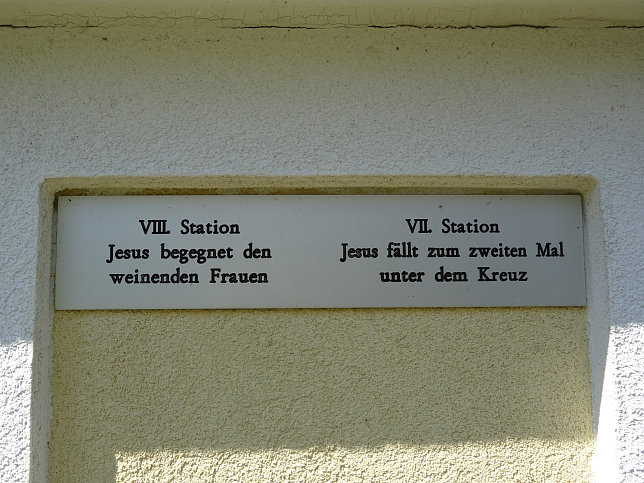 VIII. Station
Jesus begegnet den
weinenden Frauen
VII. Station
Jesus fällt zum zweiten Mal
unter dem Kreuz